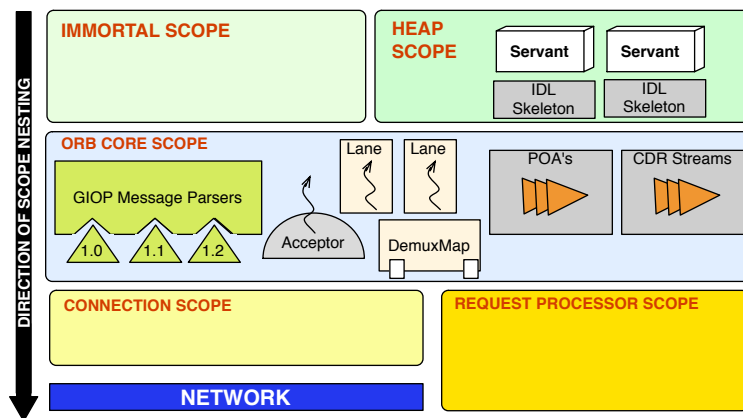 DIRECTION OF SCOPE NESTING
IMMORTAL SCOPE
HEAP
SCOPE
Servant
Servant
IDL
Skeleton
IDL
Skeleton
ORB CORE SCOPE
GIOP Message Parsers
1.0
1.1
1.2
Acceptor
Lane
Lane
DemuxMap
POA's
CDR Streams
CONNECTION SCOPE
REQUEST PROCESSOR SCOPE
NETWORK